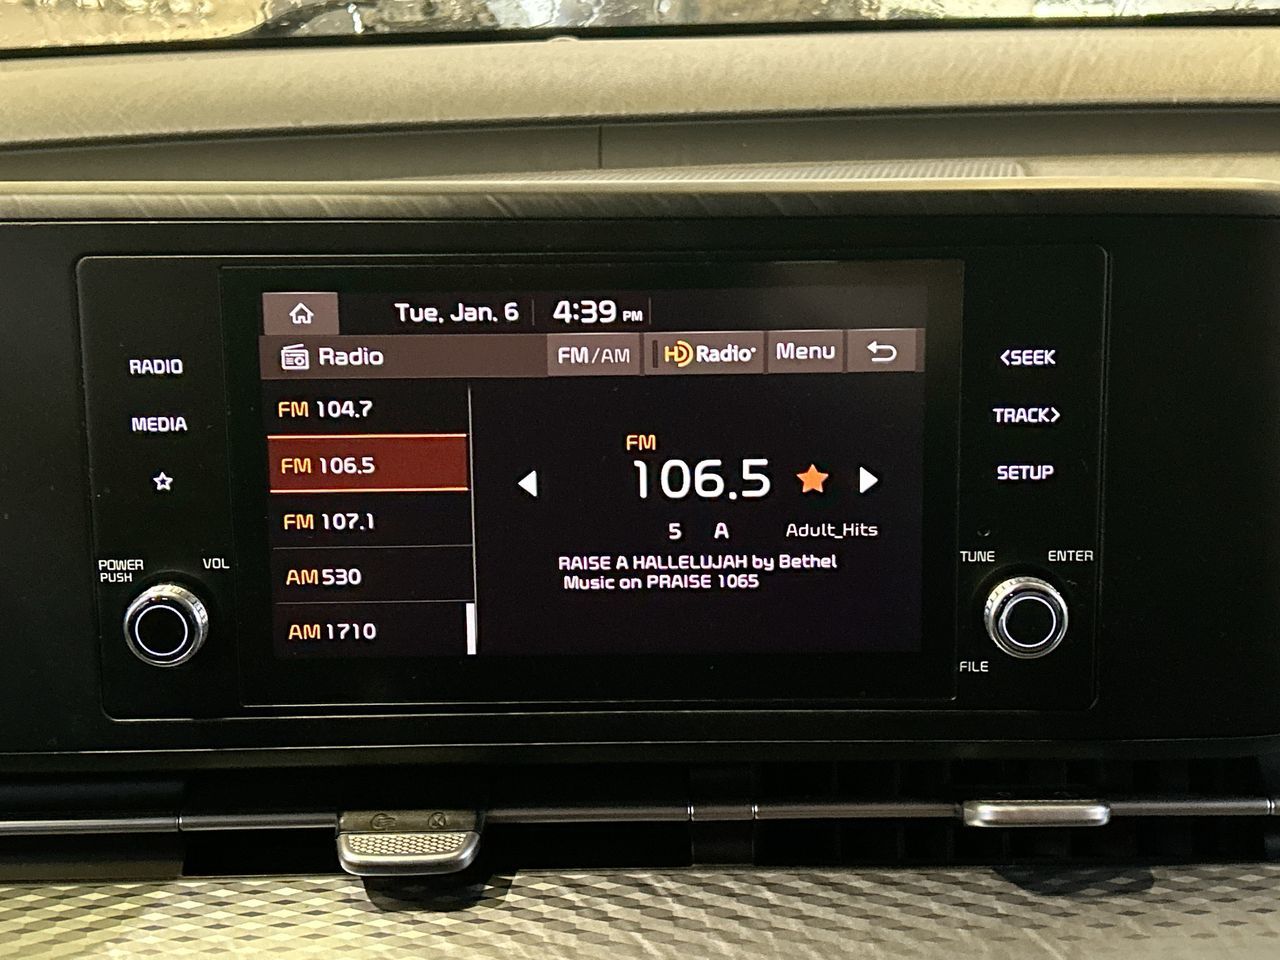 Tue. Jan. 6 4:39 PM
Radio FM/AM HD Radio Menu
RADIO
MEDIA
POWER
PUSH
VOL
FM 104.7
FM 106.5
FM 107.1
AM 530
AM 1710
FM
106.5
5 A Adult_Hits
RAISE A HALLELUJAH by Bethel
Music on PRAISE 1065
<SEEK
TRACK>
SETUP
TUNE
ENTER
FILE